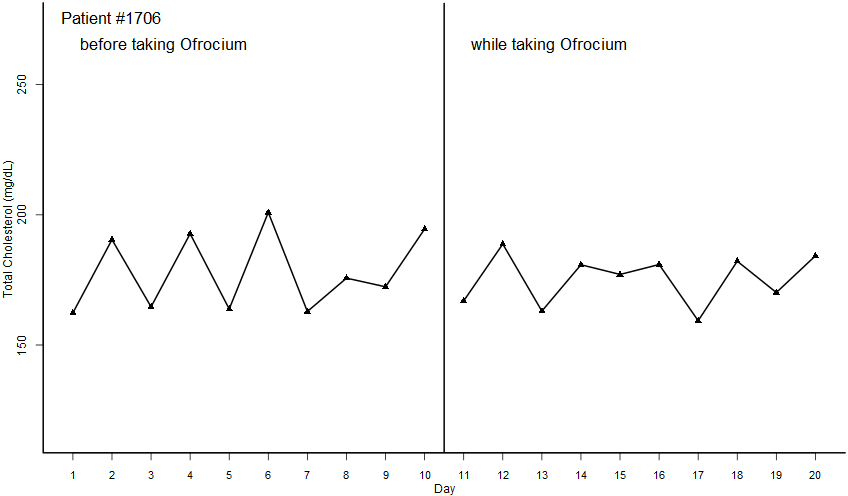 Patient #1706
before taking Ofrocium
while taking Ofrocium
Total Cholesterol (mg/dL)
250
200
150
1 2 3 4 5 6 7 8 9 10 11 12 13 14 15 16 17 18 19 20
Day